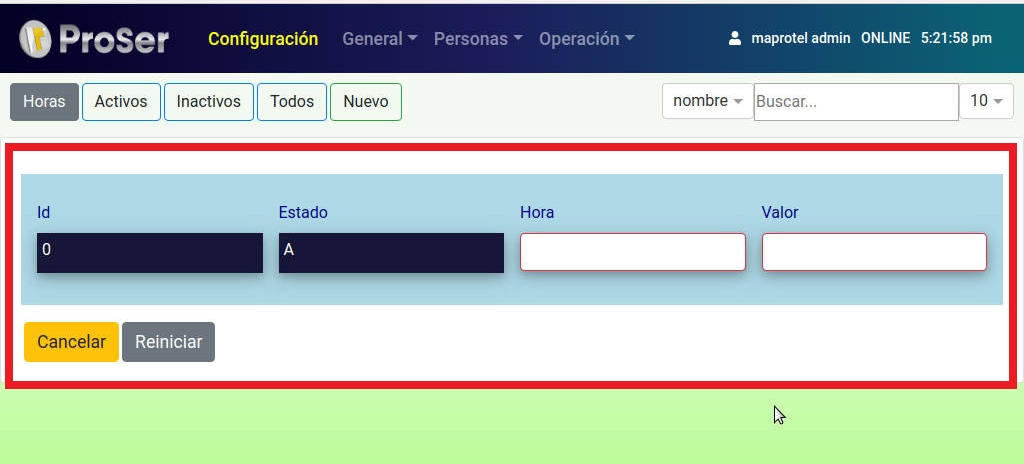 ProSer Configuración General Personas Operación maprotel admin ONLINE 5:21:58 pm
Horas Activos Inactivos Todos Nuevo nombre Buscar... 10
Id Estado Hora Valor
0 A
Cancelar Reiniciar